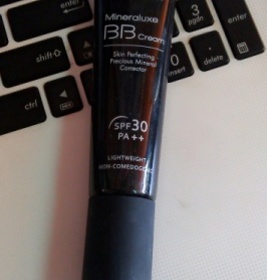 Mineraluxe
BB Cream
Skin Perfecting
Precious Mineral
Corrector
SPF30
PA++
LIGHTWEIGHT
NON-COMEDOGENIC
enter
shift
ctrl
3
pgdn
enter
0
insert
.
delete